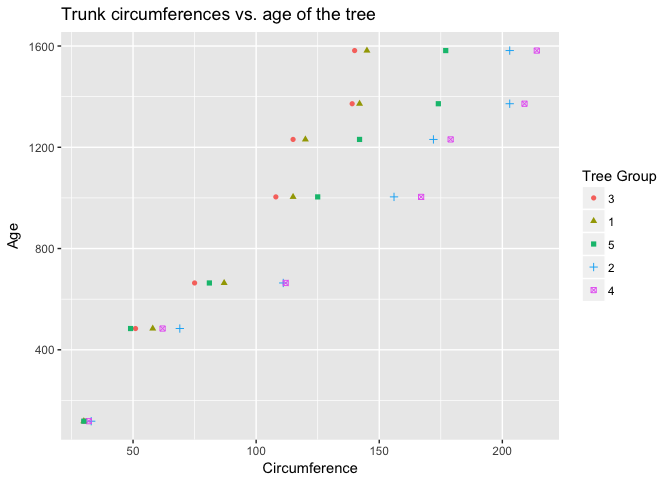 Trunk circumferences vs. age of the tree
1600
1200
800
400
Age
50 100 150 200
Circumference
Tree Group
3
1
5
2
4